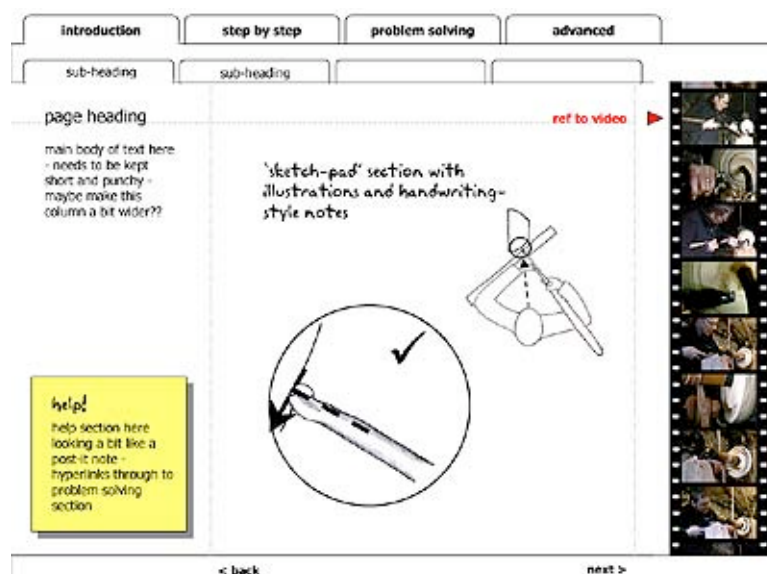 introduction
step by step
problem solving
advanced
sub-heading
sub-heading
page heading
ref to video
main body of text here
- needs to be kept
short and punchy -
maybe make this
column a bit wider??
'sketch-pad' section with
illustrations and handwriting-
style notes
help!
help section here
looking a bit like a
post-it note -
hyperlinks through to
problem solving
section
< back
next >